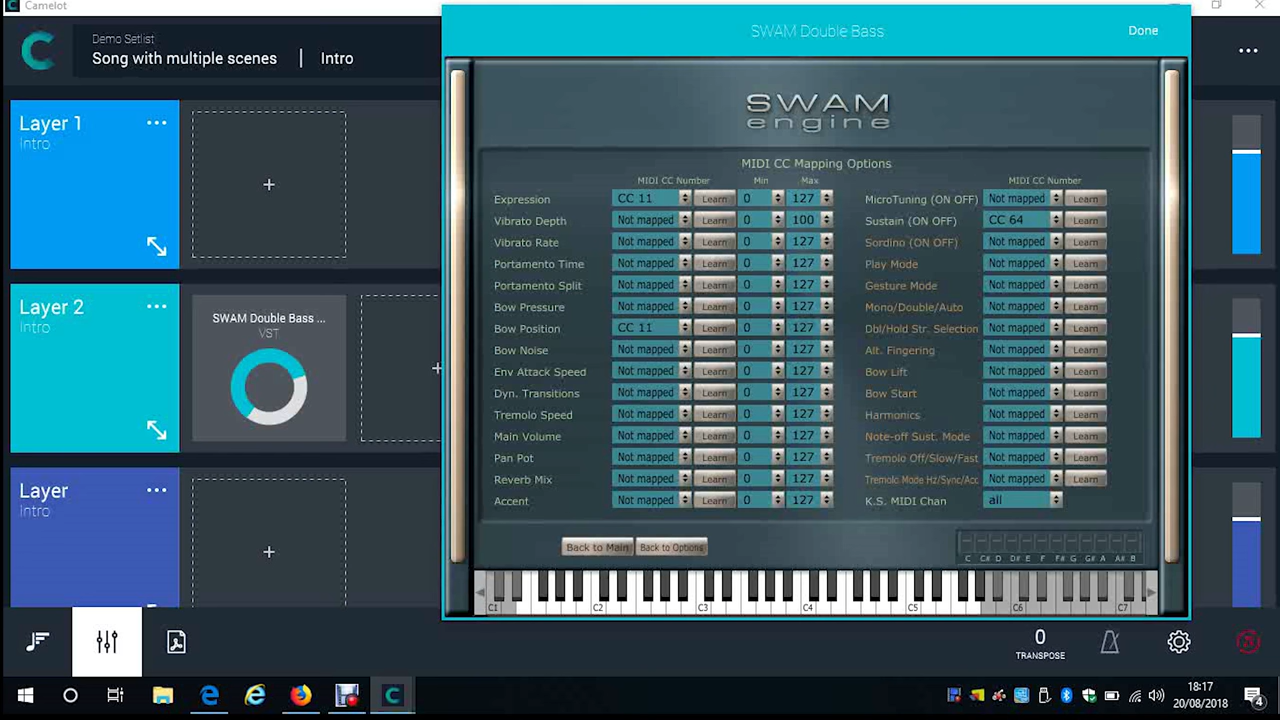 Camelot
Demo Setlist
Song with multiple scenes | Intro
SWAM Double Bass
Done
SWAM
engine
MIDI CC Mapping Options
MIDI CC Number Min Max
MIDI CC Number
Expression CC 11 Learn 0 127
Vibrato Depth Not mapped Learn 0 100
Vibrato Rate Not mapped Learn 0 127
Portamento Time Not mapped Learn 0 127
Portamento Split Not mapped Learn 0 127
Bow Pressure Not mapped Learn 0 127
Bow Position CC 11 Learn 0 127
Bow Noise Not mapped Learn 0 127
Env Attack Speed Not mapped Learn 0 127
Dyn. Transitions Not mapped Learn 0 127
Tremolo Speed Not mapped Learn 0 127
Main Volume Not mapped Learn 0 127
Pan Pot Not mapped Learn 0 127
Reverb Mix Not mapped Learn 0 127
Accent Not mapped Learn 0 127
MicroTuning (ON OFF) Not mapped Learn
Sustain (ON OFF) CC 64 Learn
Sordino (ON OFF) Not mapped Learn
Play Mode Not mapped Learn
Gesture Mode Not mapped Learn
Mono/Double/Auto Not mapped Learn
Dbl/Hold Str. Selection Not mapped Learn
Alt. Fingering Not mapped Learn
Bow Lift Not mapped Learn
Bow Start Not mapped Learn
Harmonics Not mapped Learn
Note-off Sust. Mode Not mapped Learn
Tremolo Off/Slow/Fast Not mapped Learn
Tremolo Mode Hz/Sync/Acc Not mapped Learn
K.S. MIDI Chan all
Back to Main Back to Options
C C# D D# E F F# G G# A A# B
C1 C2 C3 C4 C5 C6 C7
Layer 1
Intro
Layer 2
Intro
SWAM Double Bass ...
VST
Layer
Intro
0
TRANSPOSE
18:17
20/08/2018
4